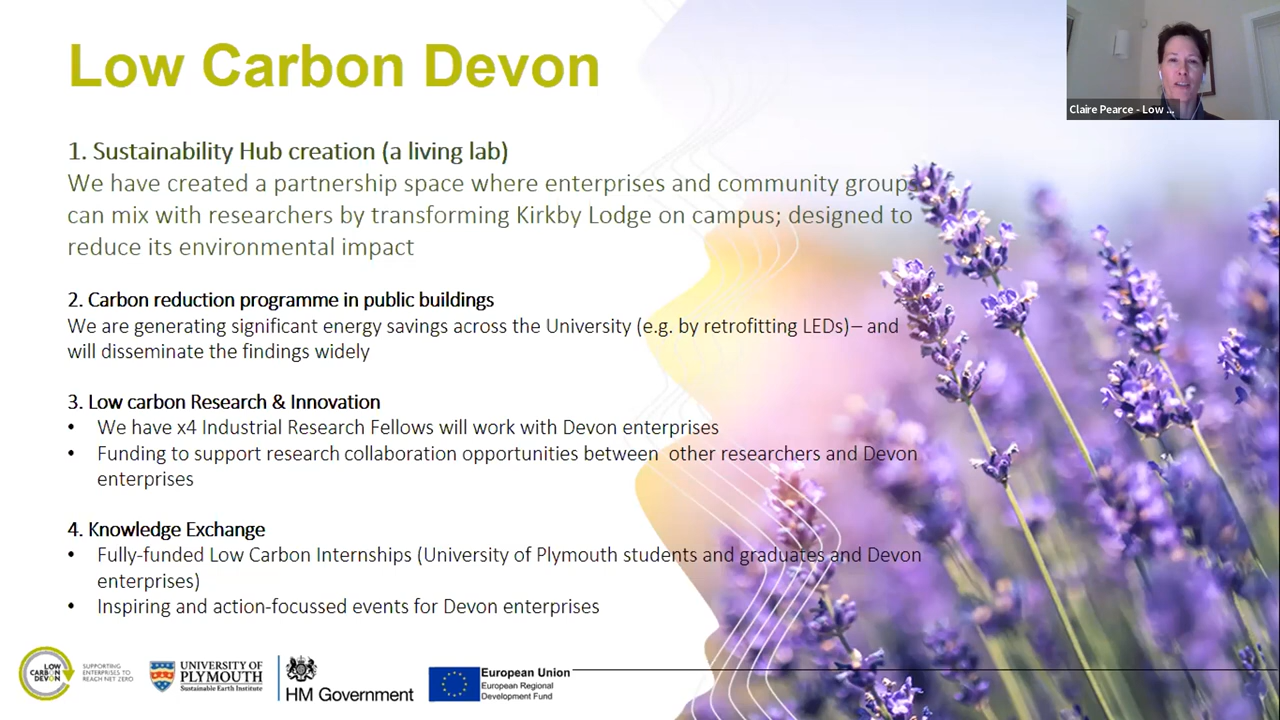 Low Carbon Devon
Claire Pearce - Low ...
1. Sustainability Hub creation (a living lab)
We have created a partnership space where enterprises and community groups
can mix with researchers by transforming Kirkby Lodge on campus; designed to
reduce its environmental impact
2. Carbon reduction programme in public buildings
We are generating significant energy savings across the University (e.g. by retrofitting LEDs)– and
will disseminate the findings widely
3. Low carbon Research & Innovation
• We have x4 Industrial Research Fellows will work with Devon enterprises
• Funding to support research collaboration opportunities between  other researchers and Devon
enterprises
4. Knowledge Exchange
• Fully-funded Low Carbon Internships (University of Plymouth students and graduates and Devon
enterprises)
• Inspiring and action-focussed events for Devon enterprises
LOW
CARBON
DEVON
SUPPORTING
ENTERPRISES TO
REACH NET ZERO
UNIVERSITY OF
PLYMOUTH
Sustainable Earth Institute
HM Government
European Union
European Regional
Development Fund